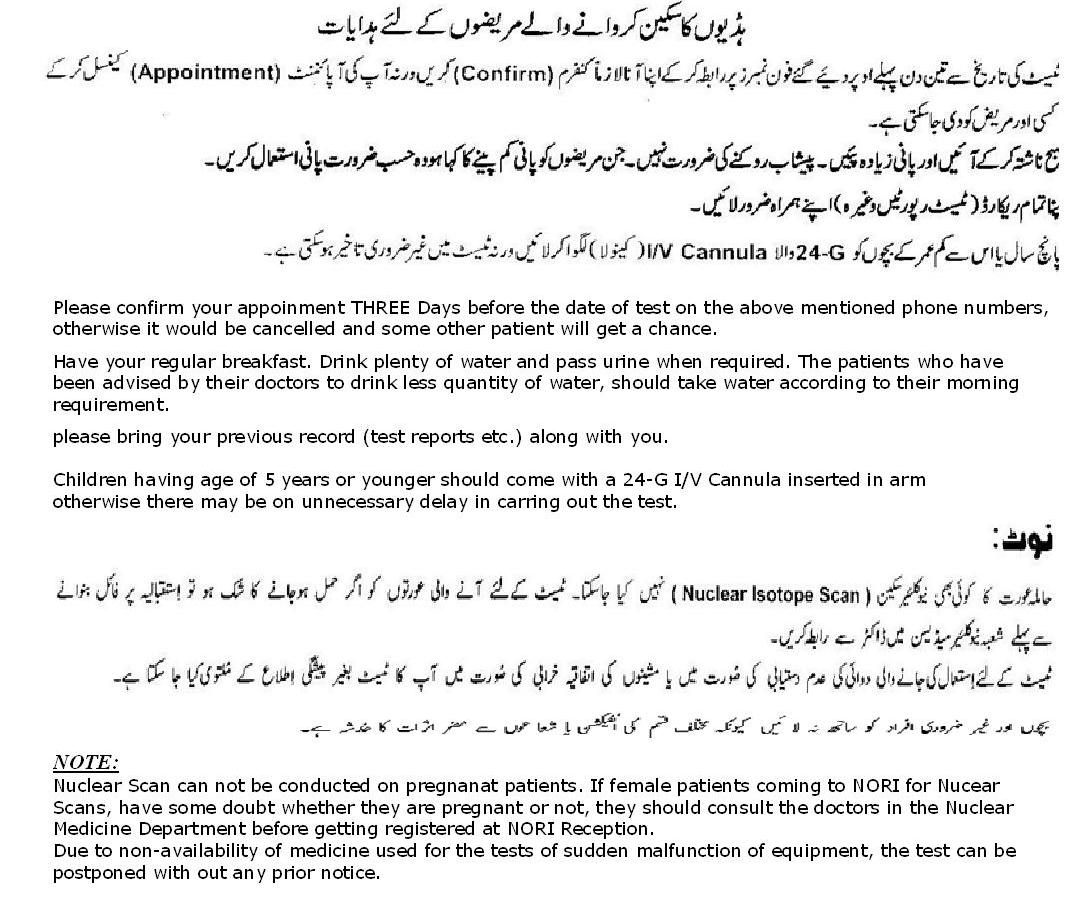 ہڈیوں کا سکین کروانے والے مریضوں کے لئے ہدایات
ٹیسٹ کی تاریخ سے تین دن پہلے اوپر دیئے گئے فون نمبرز پر رابطہ کر کے اپنا آنا لازماً کنفرم (Confirm) کریں ورنہ آپ کی آپائنمنٹ (Appointment) کینسل کر کے
کسی اور مریض کو دی جا سکتی ہے۔
بح ناشتہ کر کے آئیں اور پانی زیادہ پئیں۔ پیشاب روکنے کی ضرورت نہیں۔ جن مریضوں کو پانی کم پینے کا کہا ہو وہ حسب ضرورت پانی استعمال کریں۔
پنا تمام ریکارڈ (ٹیسٹ رپورٹیں وغیرہ) اپنے ہمراہ ضرور لائیں۔
پانچ سال یا اس سے کم عمر کے بچوں کو 24-G والا I/V Cannula (کینولا) لگوا کر لائیں ورنہ ٹیسٹ میں غیر ضروری تاخیر ہو سکتی ہے۔
Please confirm your appoinment THREE Days before the date of test on the above mentioned phone numbers,
otherwise it would be cancelled and some other patient will get a chance.
Have your regular breakfast. Drink plenty of water and pass urine when required. The patients who have
been advised by their doctors to drink less quantity of water, should take water according to their morning
requirement.
please bring your previous record (test reports etc.) along with you.
Children having age of 5 years or younger should come with a 24-G I/V Cannula inserted in arm
otherwise there may be on unnecessary delay in carring out the test.
نوٹ:
حاملہ عورت کا کوئی بھی نیوکلئیر سکین (Nuclear Isotope Scan) نہیں کیا جاسکتا۔ ٹیسٹ کے لئے آنے والی عورتوں کو اگر حمل ہو جانے کا شک ہو تو اِستقبالیہ پر فائل بنوانے
سے پہلے شعبہ نیوکلئیر میڈیسن میں ڈاکٹر سے رابطہ کریں۔
ٹیسٹ کے لئے اِستعمال کی جانے والی دوائی کی عدم دستیابی کی صُورت میں یا مشینوں کی اتفاقیہ خرابی کی صُورت میں آپ کا ٹیسٹ بغیر پیشگی اِطلاع کے مُلتوی کیا جا سکتا ہے۔
بچوں اور غیر ضروری افراد کو ساتھ نہ لائیں کیونکہ مختلف قسم کی انفیکشن یا شعاعوں سے مضر اثرات کا خدشہ ہے۔
NOTE:
Nuclear Scan can not be conducted on pregnanat patients. If female patients coming to NORI for Nucear
Scans, have some doubt whether they are pregnant or not, they should consult the doctors in the Nuclear
Medicine Department before getting registered at NORI Reception.
Due to non-availability of medicine used for the tests of sudden malfunction of equipment, the test can be
postponed with out any prior notice.